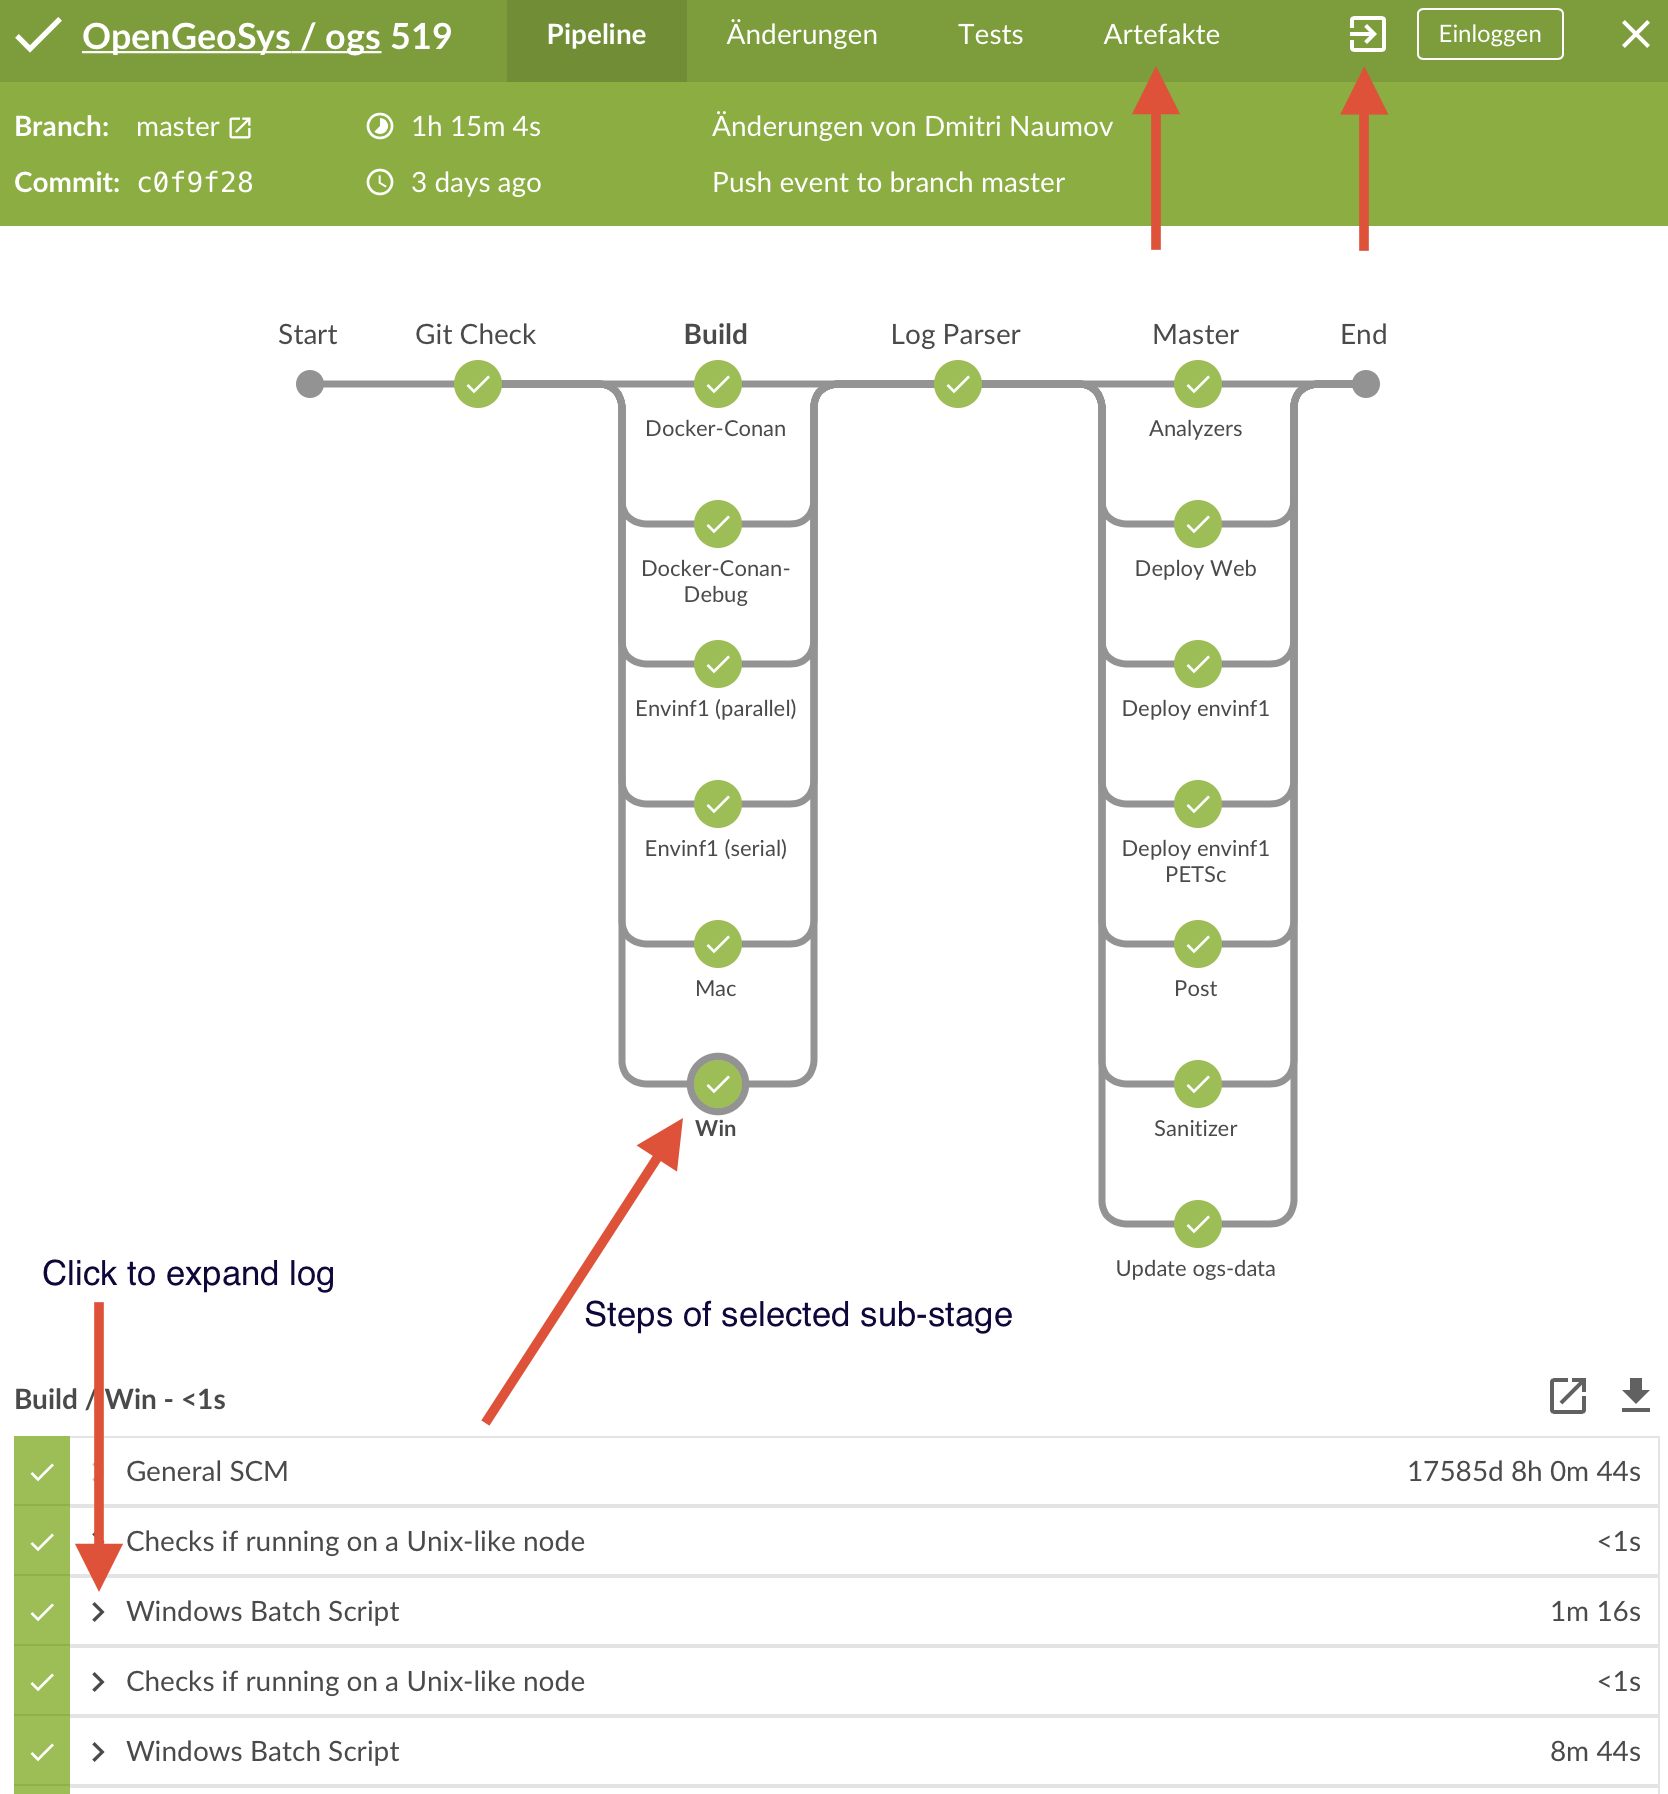 OpenGeoSys / ogs 519
Pipeline
Änderungen
Tests
Artefakte
Einloggen
Branch: master
1h 15m 4s
Änderungen von Dmitri Naumov
Commit: c0f9f28
3 days ago
Push event to branch master
Start
Git Check
Build
Log Parser
Master
End
Docker-Conan
Analyzers
Docker-Conan-
Debug
Deploy Web
Envinf1 (parallel)
Deploy envinf1
Envinf1 (serial)
Deploy envinf1
PETSc
Mac
Post
Win
Sanitizer
Update ogs-data
Click to expand log
Steps of selected sub-stage
Build / Win - <1s
General SCM
17585d 8h 0m 44s
Checks if running on a Unix-like node
<1s
Windows Batch Script
1m 16s
Checks if running on a Unix-like node
<1s
Windows Batch Script
8m 44s